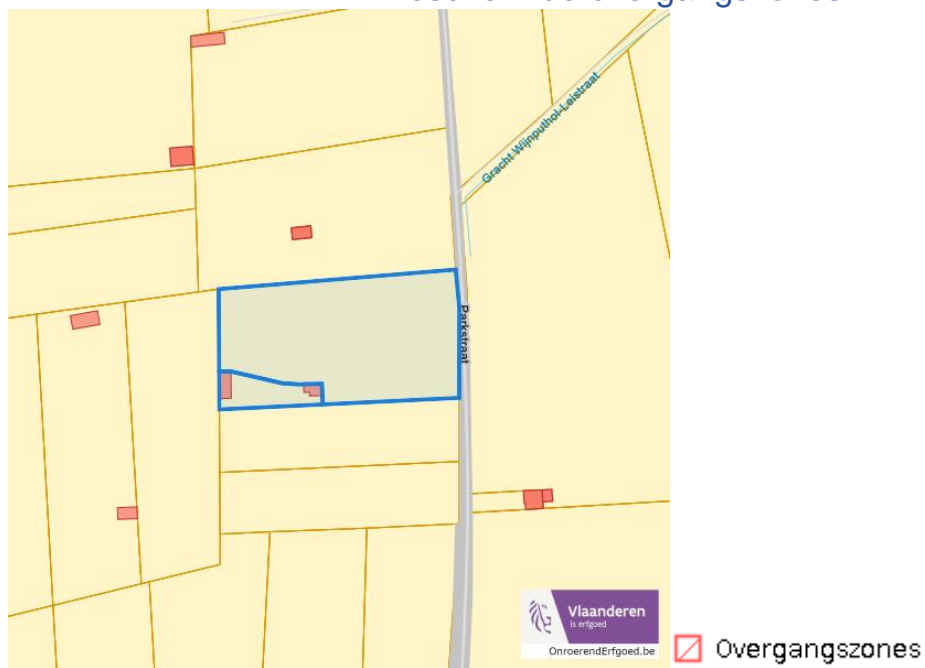 Gracht Wijnputhol-Leistraat
Parkstraat
Vlaanderen
is erfgoed
OnroerendErfgoed.be
Overgangszones